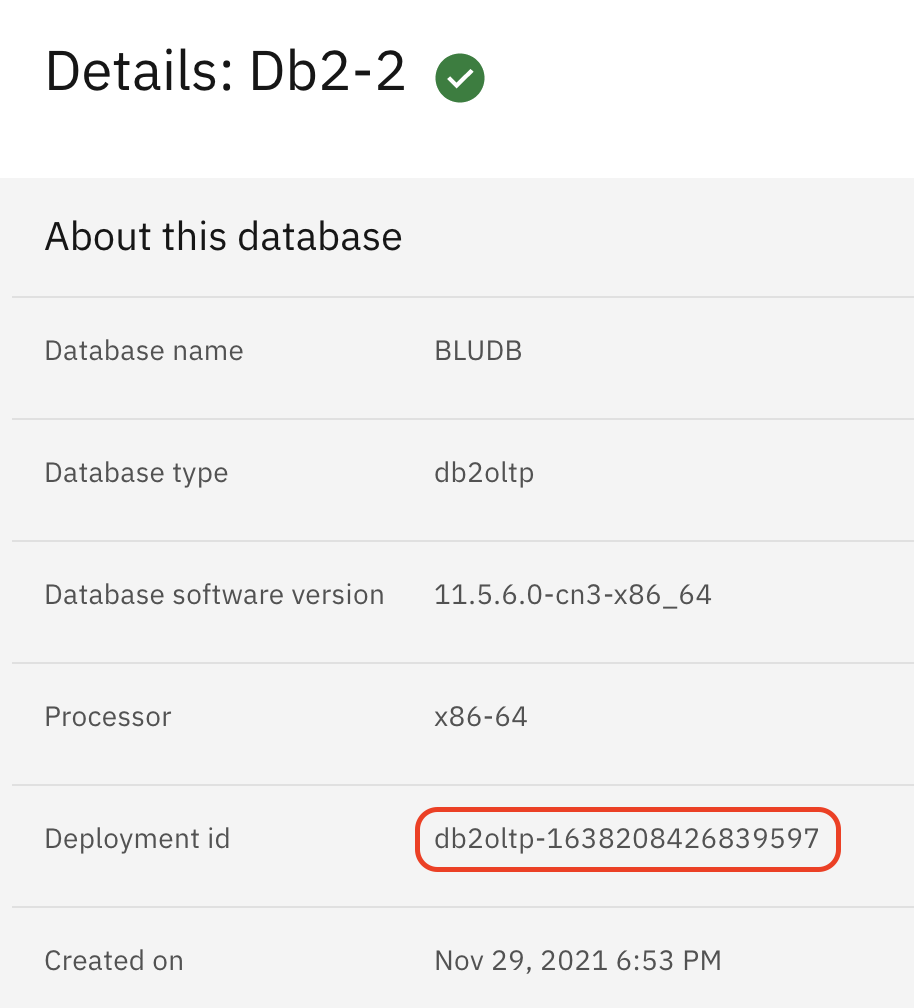 Details: Db2-2
About this database
Database name BLUDB
Database type db2oltp
Database software version 11.5.6.0-cn3-x86_64
Processor x86-64
Deployment id db2oltp-1638208426839597
Created on Nov 29, 2021 6:53 PM